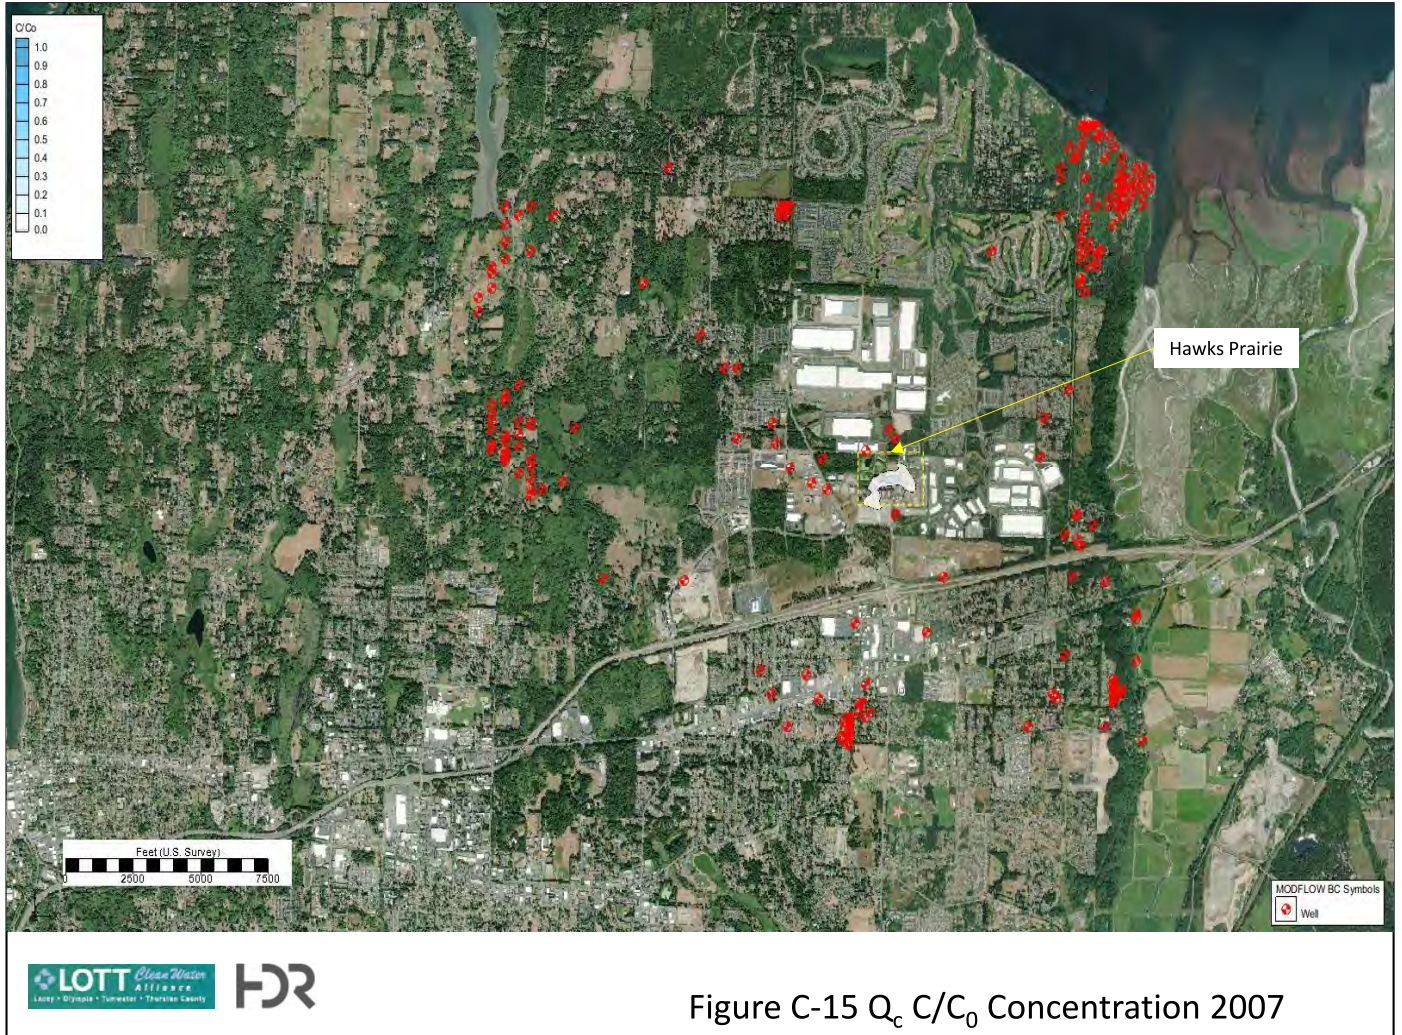 C/Co
1.0
0.9
0.8
0.7
0.6
0.5
0.4
0.3
0.2
0.1
0.0
Hawks Prairie
Feet (U.S. Survey)
0 2500 5000 7500
MODFLOW BC Symbols
Well
LOTT Clean Water
Alliance
Lacey • Olympia • Tumwater • Thurston County
HDR
Figure C-15 Qc C/C0 Concentration 2007